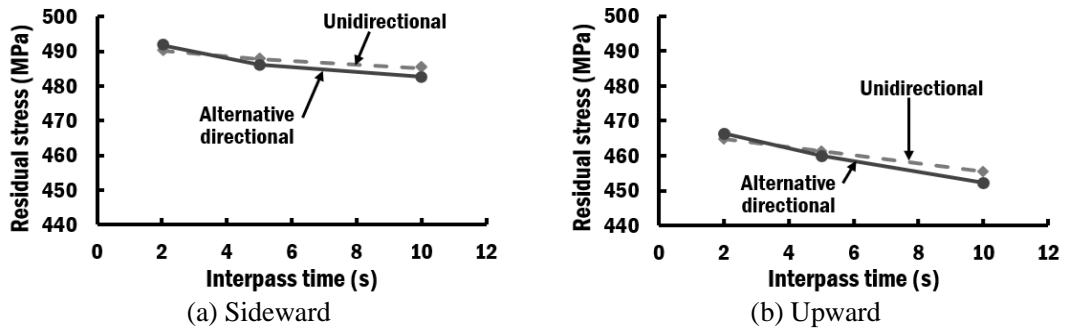 Residual stress (MPa)
500
490
480
470
460
450
440
0 2 4 6 8 10 12
Interpass time (s)
Unidirectional
Alternative
directional
(a) Sideward
Residual stress (MPa)
500
490
480
470
460
450
440
0 2 4 6 8 10 12
Interpass time (s)
Unidirectional
Alternative
directional
(b) Upward